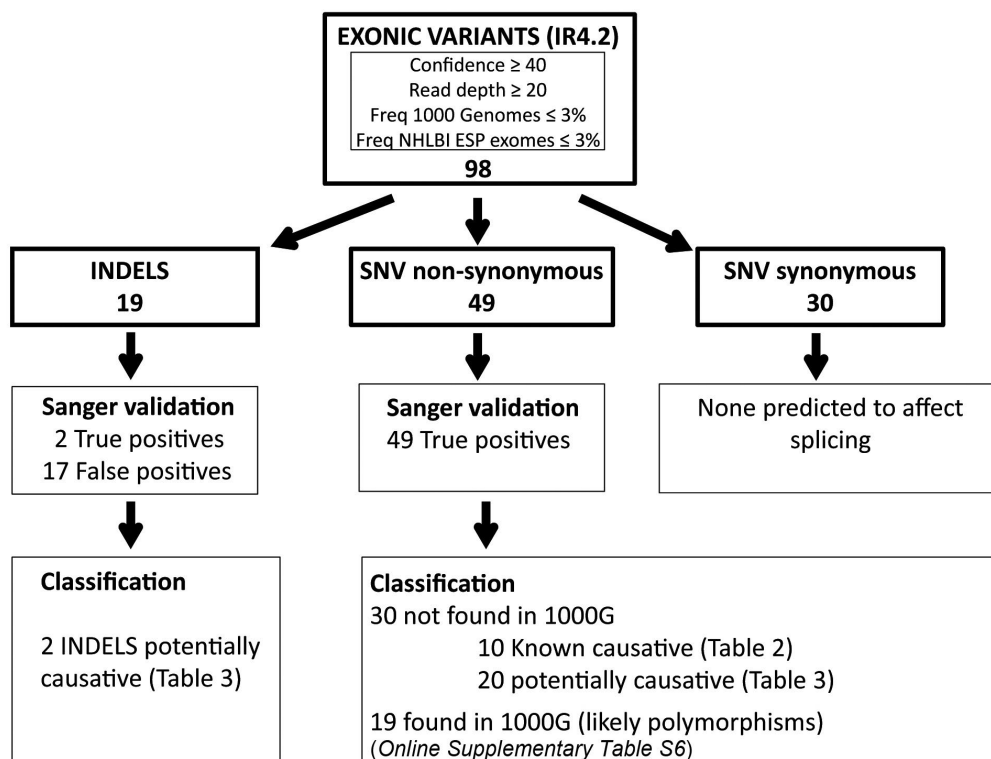 EXONIC VARIANTS (IR4.2)
Confidence ≥ 40
Read depth ≥ 20
Freq 1000 Genomes ≤ 3%
Freq NHLBI ESP exomes ≤ 3%
98
INDELS
19
SNV non-synonymous
49
SNV synonymous
30
Sanger validation
2 True positives
17 False positives
Sanger validation
49 True positives
None predicted to affect
splicing
Classification
2 INDELS potentially
causative (Table 3)
Classification
30 not found in 1000G
10 Known causative (Table 2)
20 potentially causative (Table 3)
19 found in 1000G (likely polymorphisms)
(Online Supplementary Table S6)